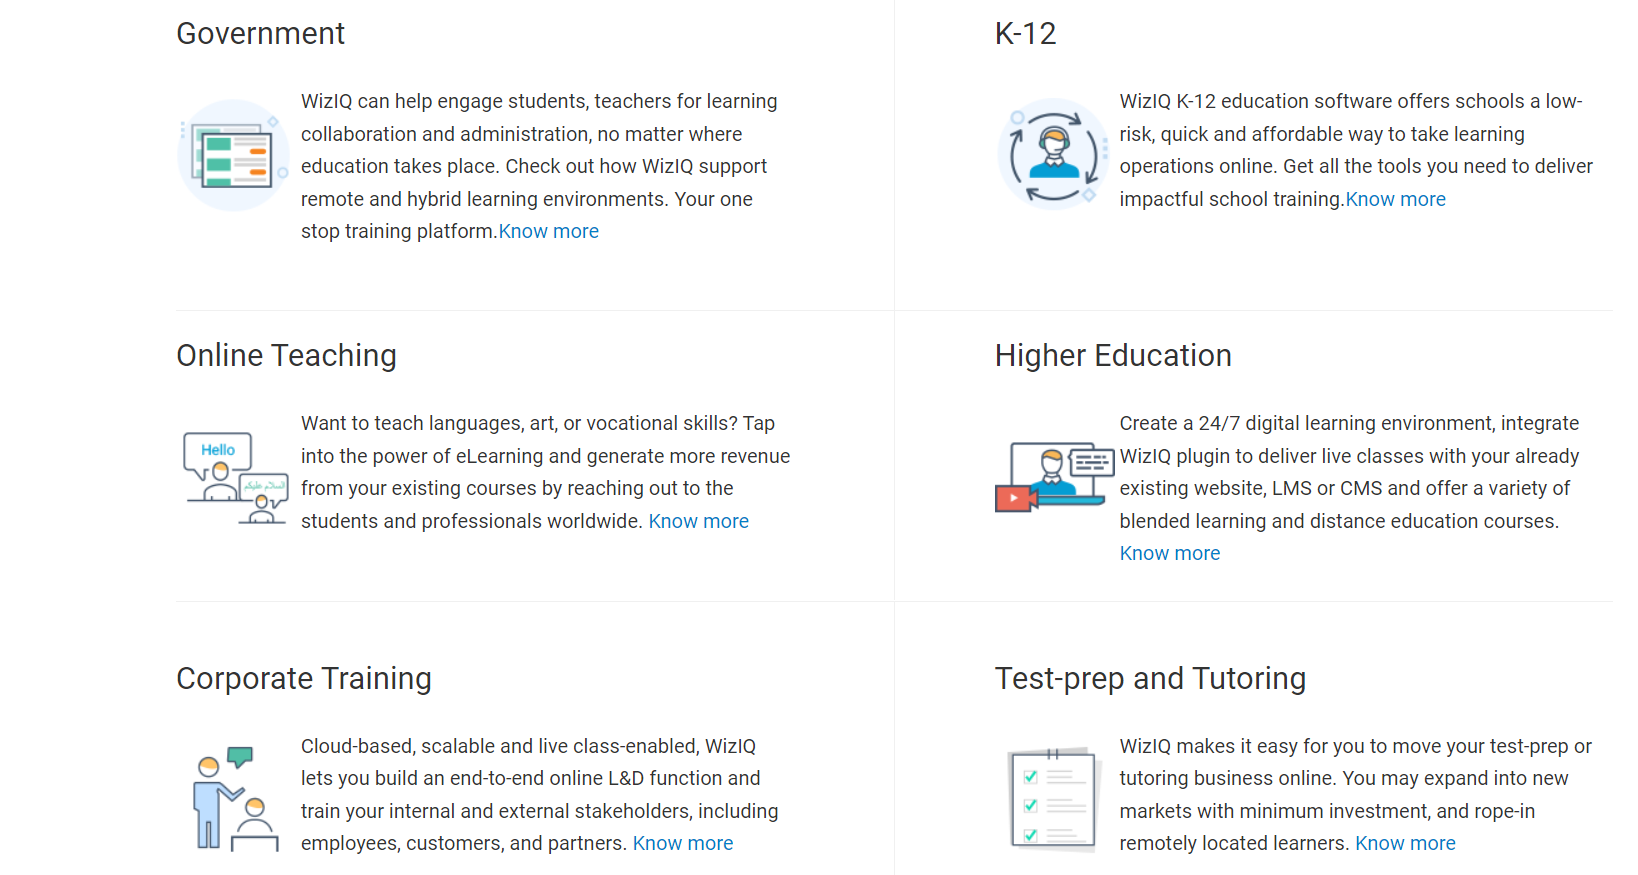 Government
WizIQ can help engage students, teachers for learning
collaboration and administration, no matter where
education takes place. Check out how WizIQ support
remote and hybrid learning environments. Your one
stop training platform.Know more
K-12
WizIQ K-12 education software offers schools a low-
risk, quick and affordable way to take learning
operations online. Get all the tools you need to deliver
impactful school training.Know more
Online Teaching
Hello
السلام عليكم
Want to teach languages, art, or vocational skills? Tap
into the power of eLearning and generate more revenue
from your existing courses by reaching out to the
students and professionals worldwide. Know more
Higher Education
Create a 24/7 digital learning environment, integrate
WizIQ plugin to deliver live classes with your already
existing website, LMS or CMS and offer a variety of
blended learning and distance education courses.
Know more
Corporate Training
Cloud-based, scalable and live class-enabled, WizIQ
lets you build an end-to-end online L&D function and
train your internal and external stakeholders, including
employees, customers, and partners. Know more
Test-prep and Tutoring
WizIQ makes it easy for you to move your test-prep or
tutoring business online. You may expand into new
markets with minimum investment, and rope-in
remotely located learners. Know more